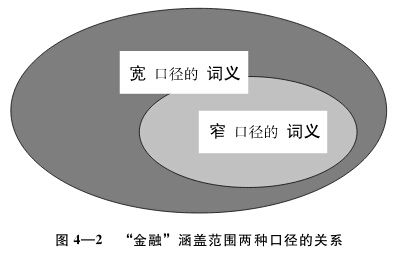 宽 口径的 词义
窄 口径的 词义
图 4—2 “金融”涵盖范围两种口径的关系